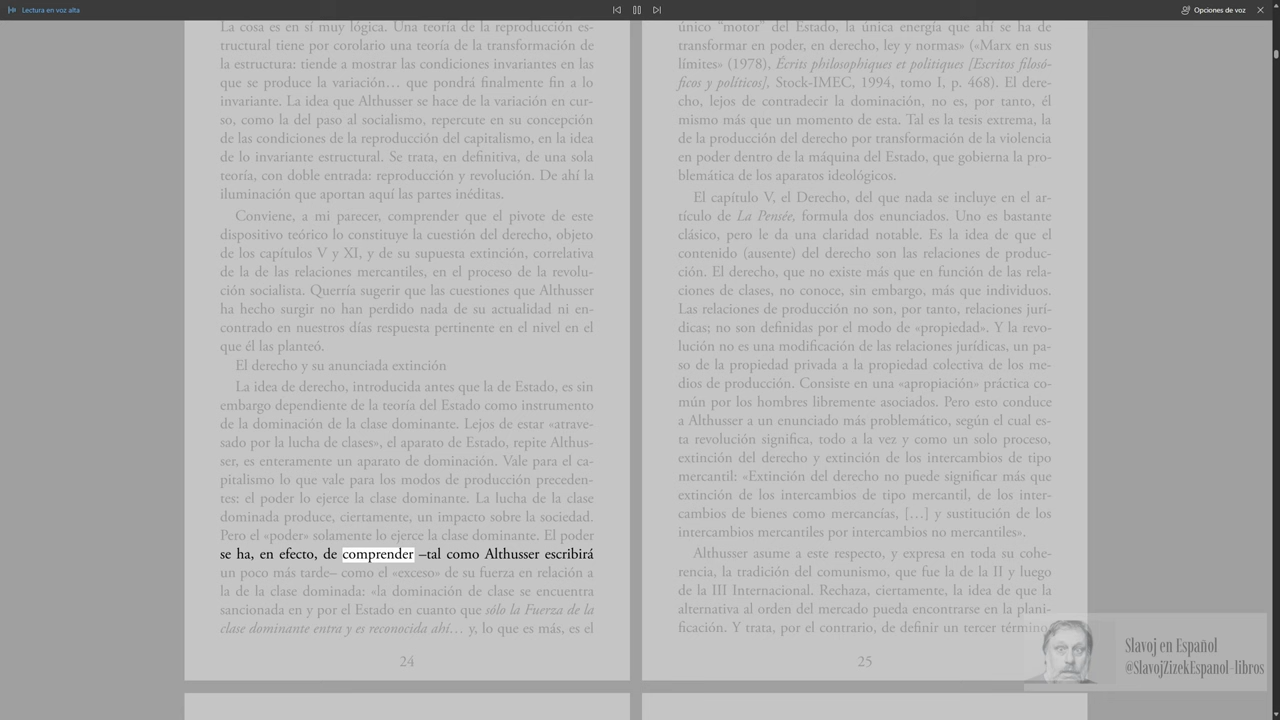 Lectura en voz alta
Opciones de voz
La cosa es en sí muy lógica. Una teoría de la reproducción es-
tructural tiene por corolario una teoría de la transformación de
la estructura: tiende a mostrar las condiciones invariantes en las
que se produce la variación… que pondrá finalmente fin a lo
invariante. La idea que Althusser se hace de la variación en cur-
so, como la del paso al socialismo, repercute en su concepción
de las condiciones de la reproducción del capitalismo, en la idea
de lo invariante estructural. Se trata, en definitiva, de una sola
teoría, con doble entrada: reproducción y revolución. De ahí la
iluminación que aportan aquí las partes inéditas.
Conviene, a mi parecer, comprender que el pivote de este
dispositivo teórico lo constituye la cuestión del derecho, objeto
de los capítulos V y XI, y de su supuesta extinción, correlativa
de la de las relaciones mercantiles, en el proceso de la revolu-
ción socialista. Querría sugerir que las cuestiones que Althusser
ha hecho surgir no han perdido nada de su actualidad ni en-
contrado en nuestros días respuesta pertinente en el nivel en el
que él las planteó.
El derecho y su anunciada extinción
La idea de derecho, introducida antes que la de Estado, es sin
embargo dependiente de la teoría del Estado como instrumento
de la dominación de la clase dominante. Lejos de estar «atrave-
sado por la lucha de clases», el aparato de Estado, repite Althus-
ser, es enteramente un aparato de dominación. Vale para el ca-
pitalismo lo que vale para los modos de producción preceden-
tes: el poder lo ejerce la clase dominante. La lucha de la clase
dominada produce, ciertamente, un impacto sobre la sociedad.
Pero el «poder» solamente lo ejerce la clase dominante. El poder
se ha, en efecto, de comprender –tal como Althusser escribirá
un poco más tarde– como el «exceso» de su fuerza en relación a
la de la clase dominada: «la dominación de clase se encuentra
sancionada en y por el Estado en cuanto que sólo la Fuerza de la
clase dominante entra y es reconocida ahí… y, lo que es más, es el
24
único “motor” del Estado, la única energía que ahí se ha de
transformar en poder, en derecho, ley y normas» («Marx en sus
límites» (1978), Écrits philosophiques et politiques [Escritos filosó-
ficos y políticos], Stock-IMEC, 1994, tomo I, p. 468). El dere-
cho, lejos de contradecir la dominación, no es, por tanto, él
mismo más que un momento de esta. Tal es la tesis extrema, la
de la producción del derecho por transformación de la violencia
en poder dentro de la máquina del Estado, que gobierna la pro-
blemática de los aparatos ideológicos.
El capítulo V, el Derecho, del que nada se incluye en el ar-
tículo de La Pensée, formula dos enunciados. Uno es bastante
clásico, pero le da una claridad notable. Es la idea de que el
contenido (ausente) del derecho son las relaciones de produc-
ción. El derecho, que no existe más que en función de las rela-
ciones de clases, no conoce, sin embargo, más que individuos.
Las relaciones de producción no son, por tanto, relaciones jurí-
dicas; no son definidas por el modo de «propiedad». Y la revo-
lución no es una modificación de las relaciones jurídicas, un pa-
so de la propiedad privada a la propiedad colectiva de los me-
dios de producción. Consiste en una «apropiación» práctica co-
mún por los hombres libremente asociados. Pero esto conduce
a Althusser a un enunciado más problemático, según el cual es-
ta revolución significa, todo a la vez y como un solo proceso,
extinción del derecho y extinción de los intercambios de tipo
mercantil: «Extinción del derecho no puede significar más que
extinción de los intercambios de tipo mercantil, de los inter-
cambios de bienes como mercancías, […] y sustitución de los
intercambios mercantiles por intercambios no mercantiles».
Althusser asume a este respecto, y expresa en toda su cohe-
rencia, la tradición del comunismo, que fue la de la II y luego
de la III Internacional. Rechaza, ciertamente, la idea de que la
alternativa al orden del mercado pueda encontrarse en la plani-
ficación. Y trata, por el contrario, de definir un tercer término,
25
Slavoj en Español
@SlavojZizekEspanol-libros